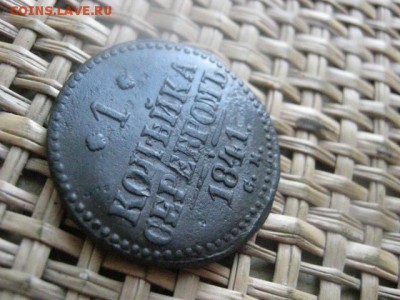 COINS.LAVE.RU
1
КОПѢЙКА
СЕРЕБРОМЪ
1841.